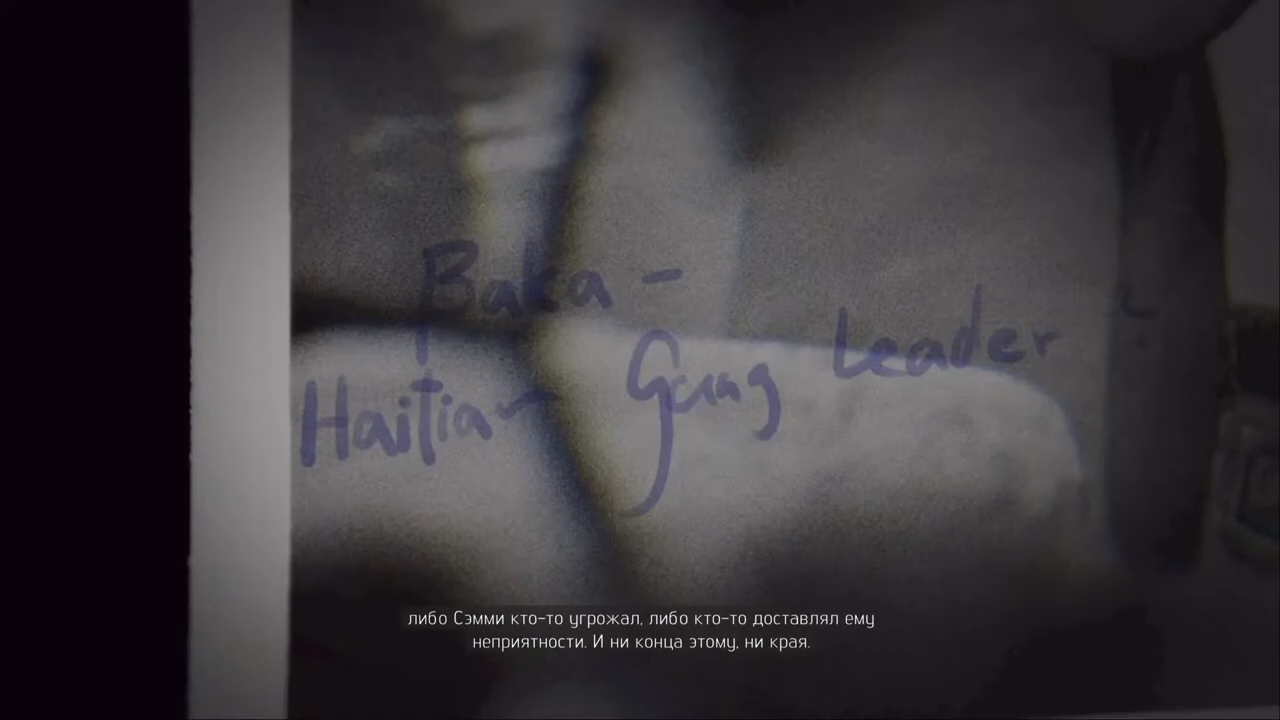 Baka -
Haitian Gang Leader
либо Сэмми кто-то угрожал, либо кто-то доставлял ему
неприятности. И ни конца этому, ни края.